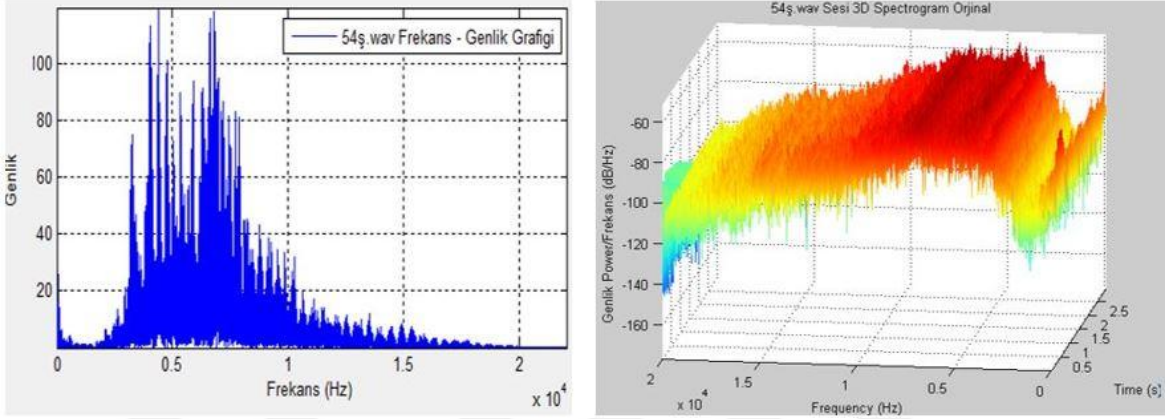 54ş.wav Frekans - Genlik Grafigi
Genlik
100
80
60
40
20
0
0.5
1
1.5
2
x 10^4
Frekans (Hz)
54ş.wav Sesi 3D Spectrogram Orjinal
Genlik Power/Frekans (dB/Hz)
-60
-80
-100
-120
-140
-160
2
1.5
1
0.5
0
x 10^4
Frequency (Hz)
0.5
1
1.5
2
2.5
Time (s)